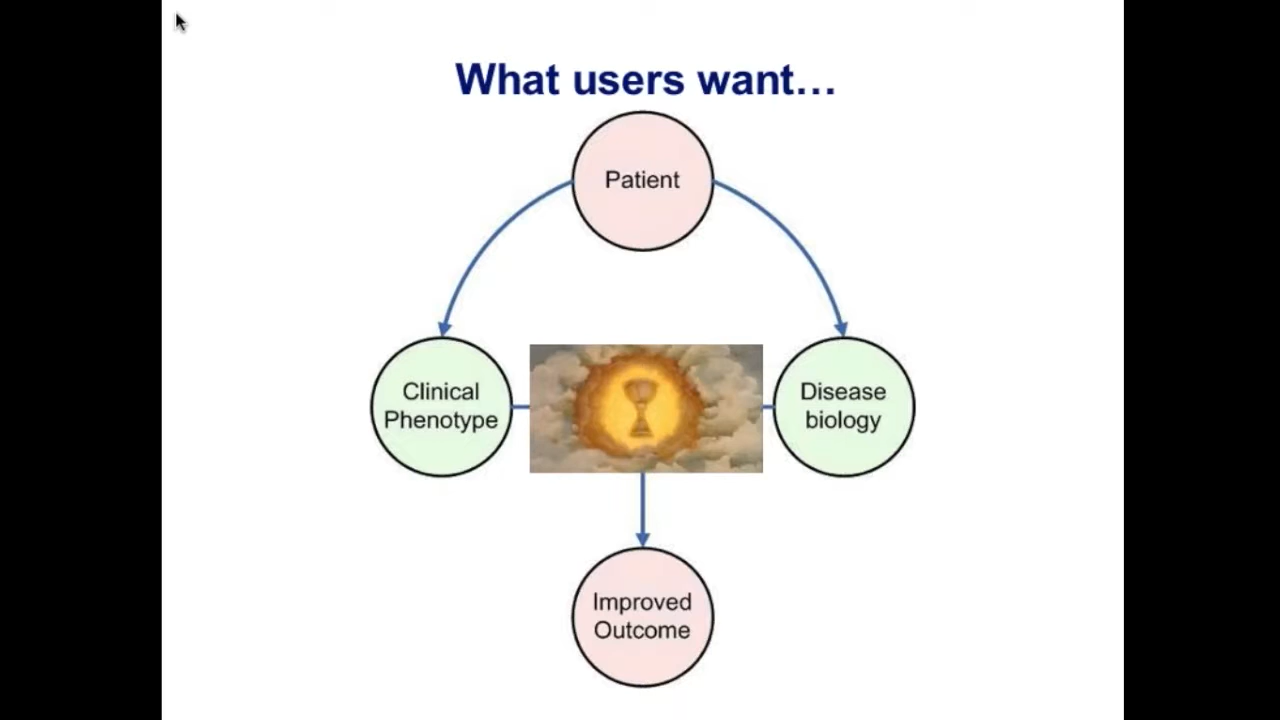 What users want…
Patient
Clinical
Phenotype
Disease
biology
Improved
Outcome